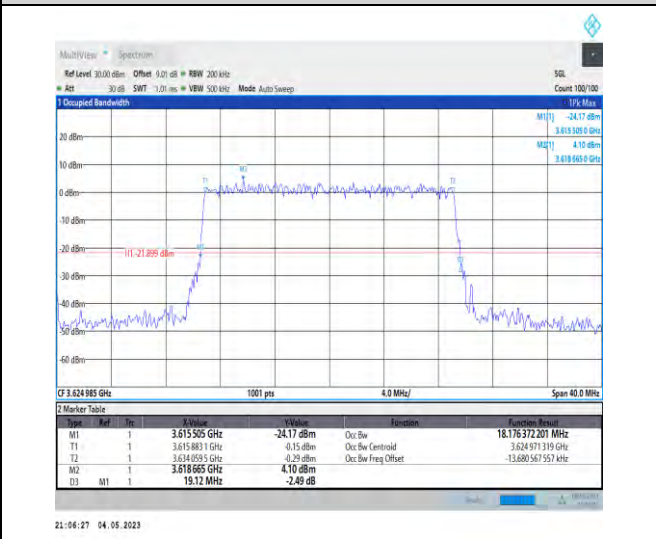 MultiView Spectrum
Ref Level 30.00 dBm Offset 9.01 dB RBW 200 kHz SGL
Att 30 dB SWT 1.01 ms VBW 500 kHz Mode Auto Sweep Count 100/100
1 Occupied Bandwidth 1Pk Max
M1[1] -24.17 dBm
3.615 505 0 GHz
M2[1] 4.10 dBm
3.618 665 0 GHz
20 dBm
10 dBm
M2
T1 T2
0 dBm
-10 dBm
-20 dBm
H1 -21.899 dBm
M1
-30 dBm
-40 dBm
-50 dBm
-60 dBm
CF 3.624 985 GHz 1001 pts 4.0 MHz/ Span 40.0 MHz
2 Marker Table
Type Ref Trc X-Value Y-Value Function Function Result
M1 1 3.615 505 GHz -24.17 dBm Occ Bw 18.176 372 201 MHz
T1 1 3.615 883 1 GHz -0.15 dBm Occ Bw Centroid 3.624 971 319 GHz
T2 1 3.634 059 5 GHz -0.29 dBm Occ Bw Freq Offset -13.680 567 557 kHz
M2 1 3.618 665 GHz 4.10 dBm
D3 M1 1 19.12 MHz -2.49 dB
21:06:27 04.05.2023